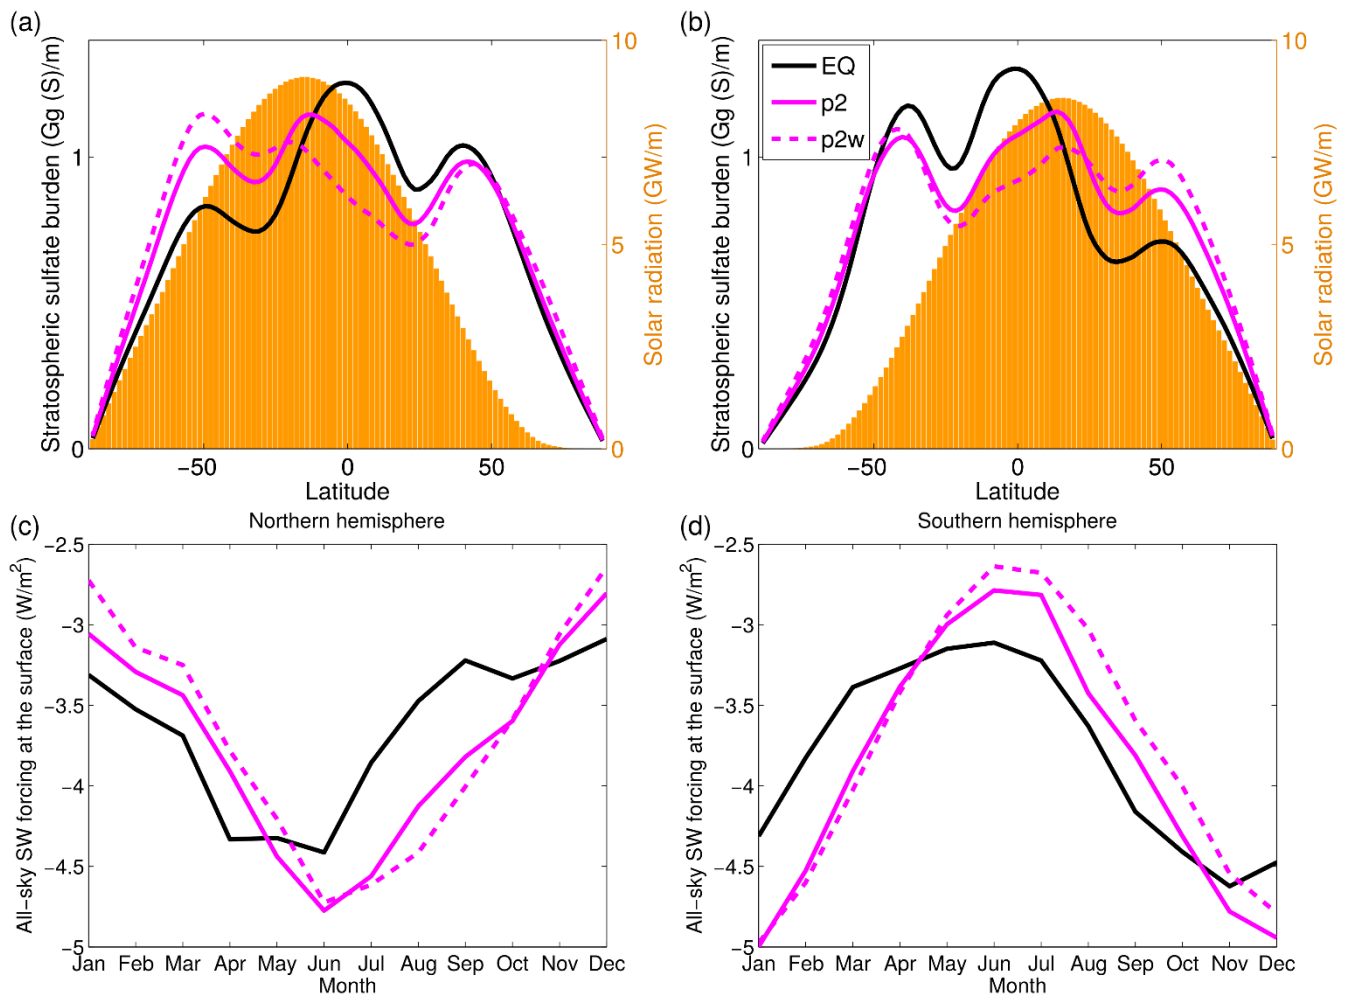 (a)
Stratospheric sulfate burden (Gg (S)/m)
1
0
−50
0
50
Latitude
10
5
0
Solar radiation (GW/m)
(b)
Stratospheric sulfate burden (Gg (S)/m)
1
0
EQ
p2
p2w
−50
0
50
Latitude
10
5
0
Solar radiation (GW/m)
(c)
Northern hemisphere
All−sky SW forcing at the surface (W/m²)
−2.5
−3
−3.5
−4
−4.5
−5
Jan Feb Mar Apr May Jun Jul Aug Sep Oct Nov Dec
Month
(d)
Southern hemisphere
All−sky SW forcing at the surface (W/m²)
−2.5
−3
−3.5
−4
−4.5
−5
Jan Feb Mar Apr May Jun Jul Aug Sep Oct Nov Dec
Month